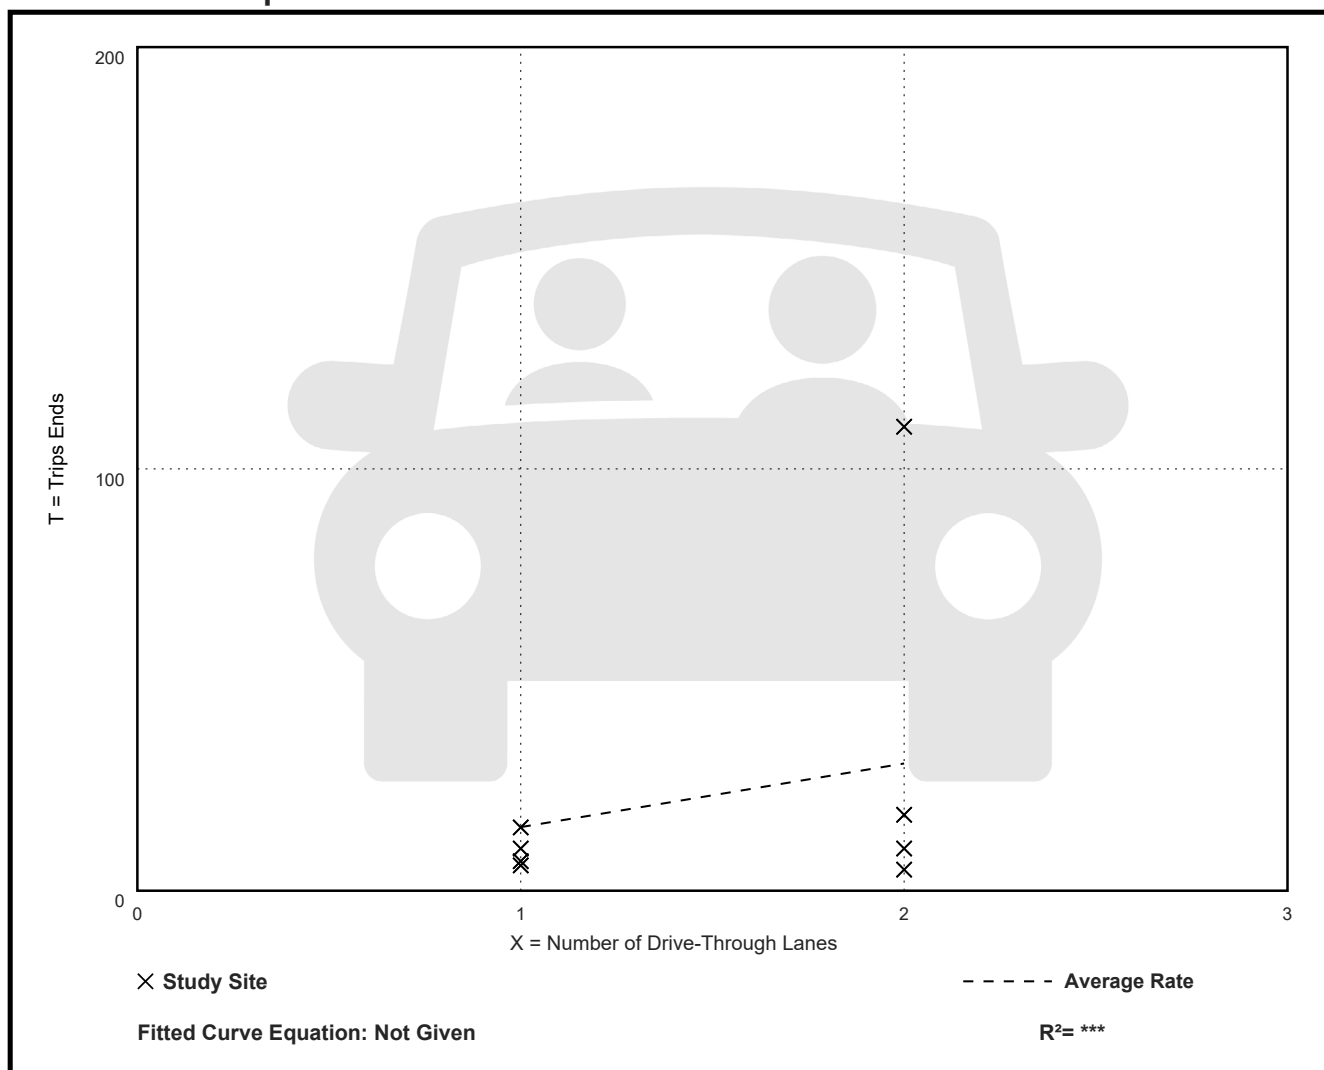 200
T = Trips Ends
100
0
0 1 2 3
X = Number of Drive-Through Lanes
Study Site
Average Rate
Fitted Curve Equation: Not Given
R²= ***